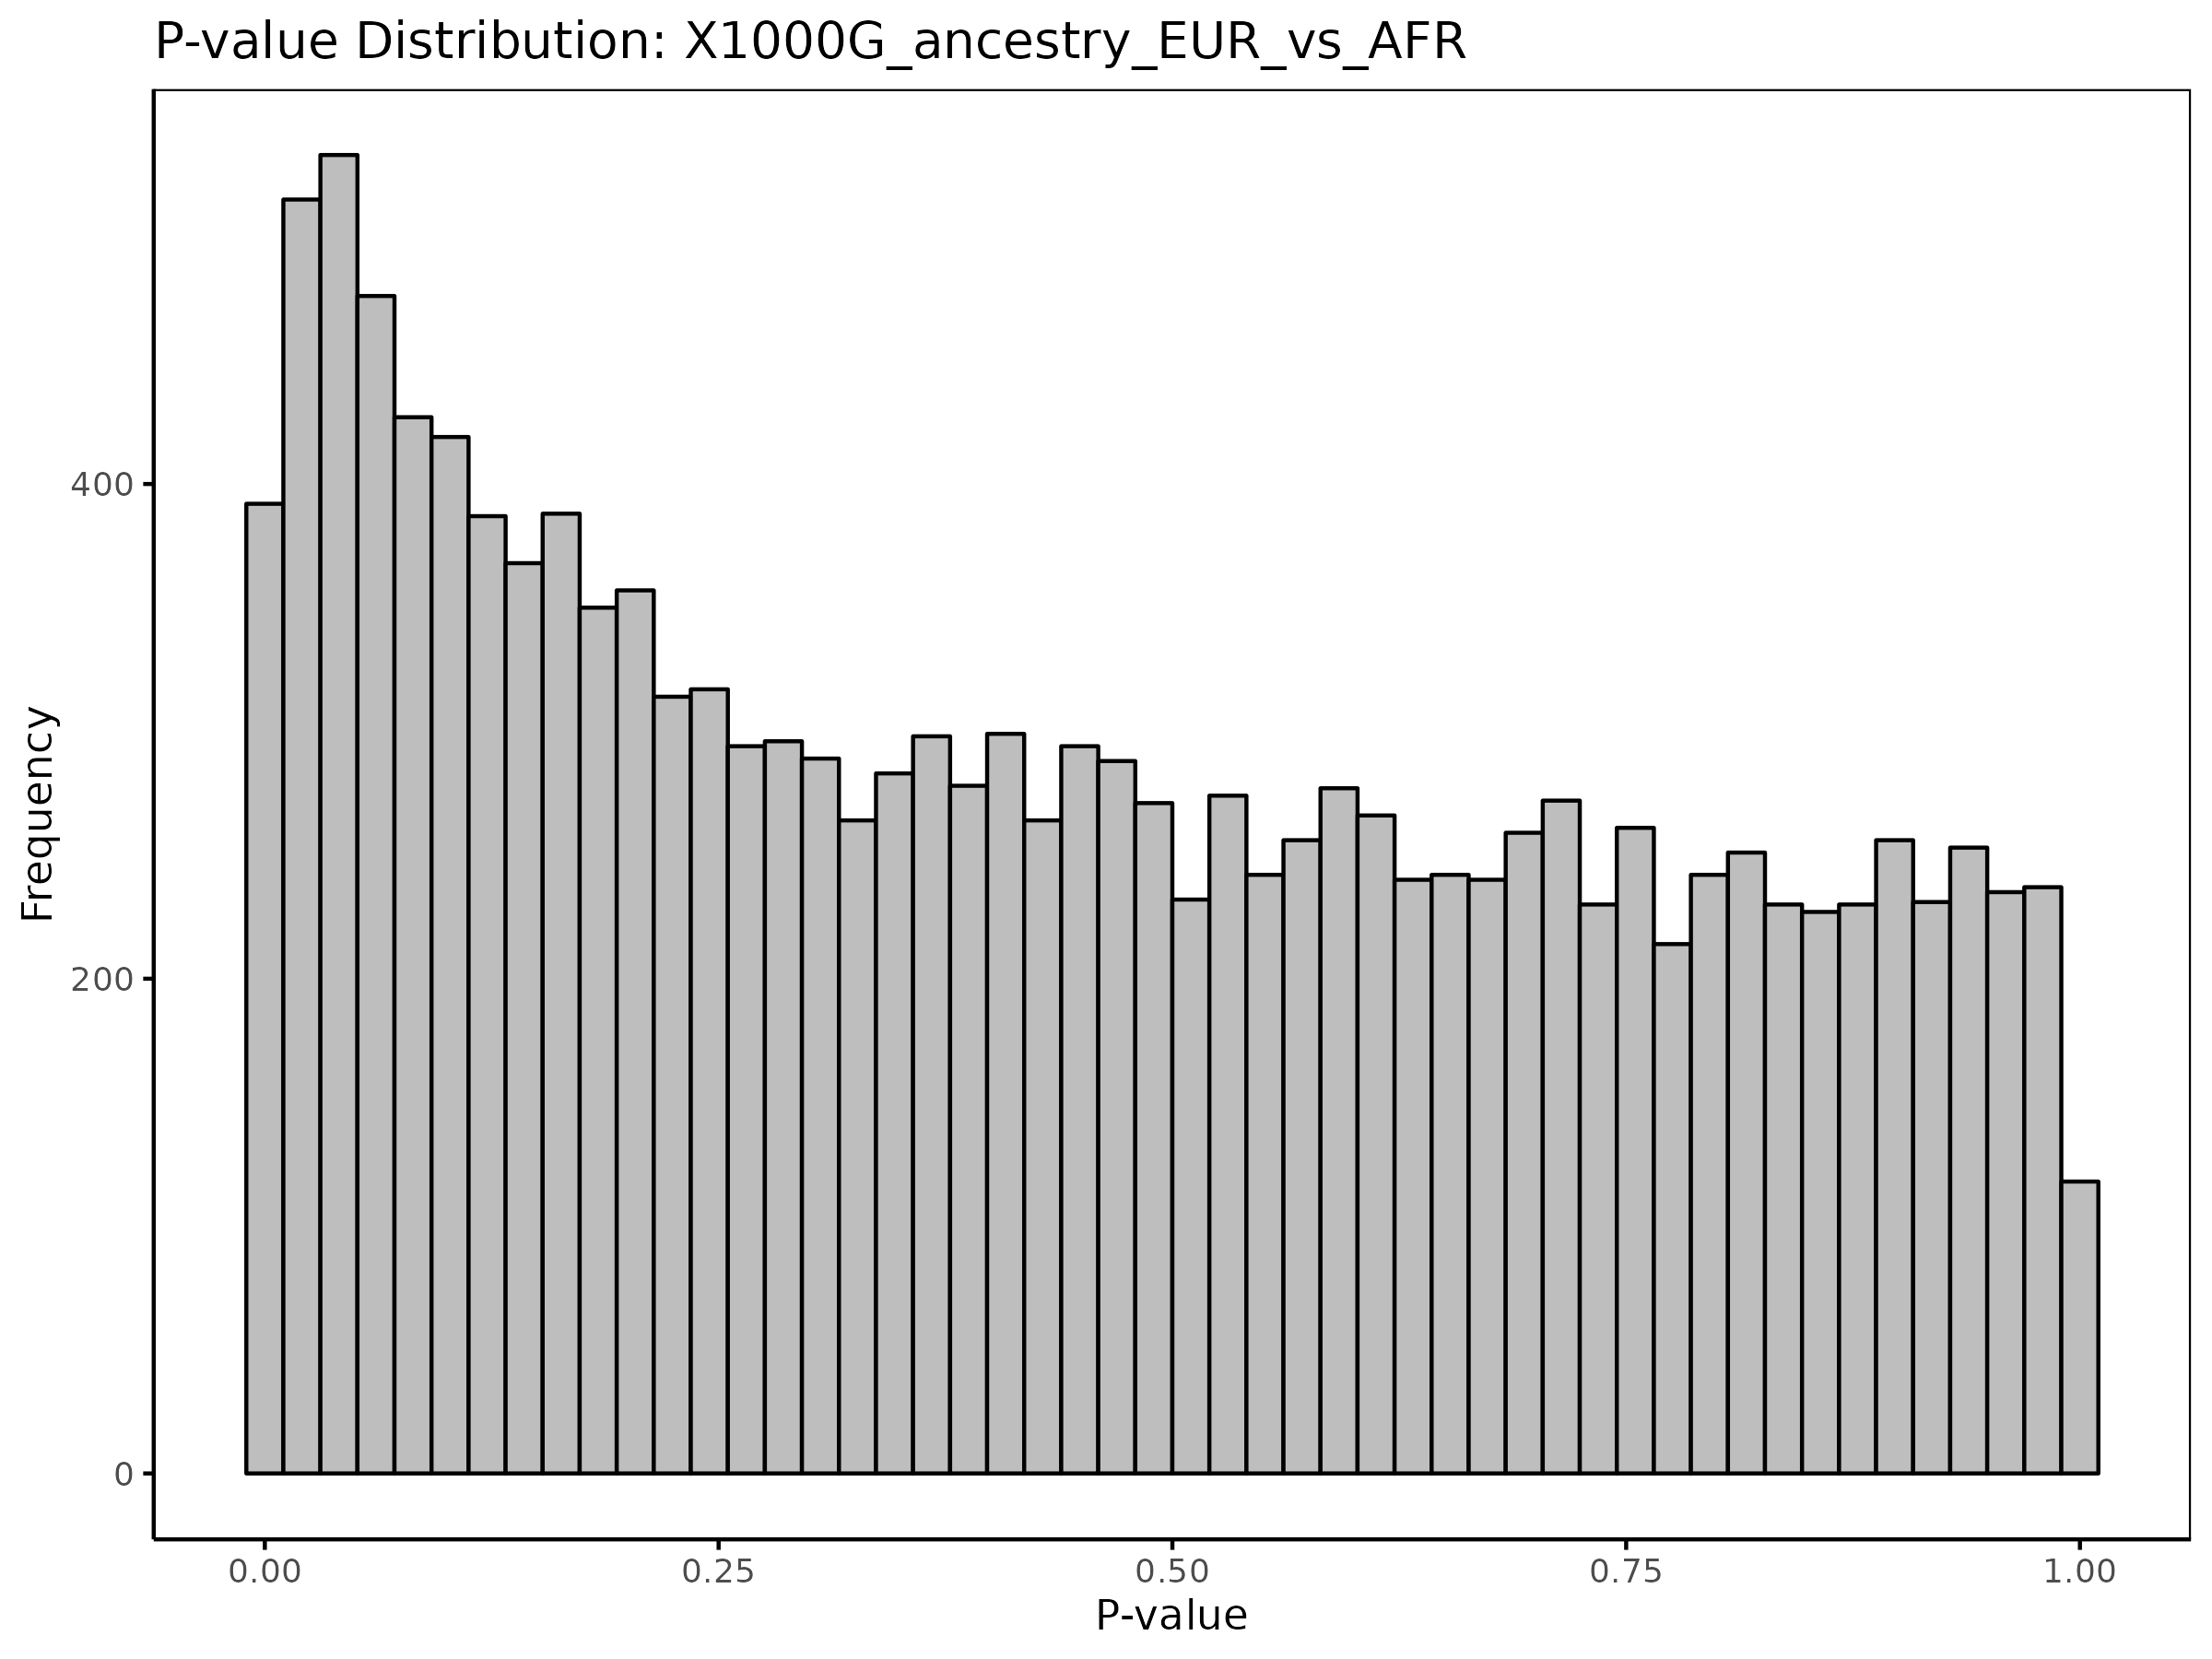 P-value Distribution: X1000G_ancestry_EUR_vs_AFR
Frequency
400
200
0
0.00 0.25 0.50 0.75 1.00
P-value